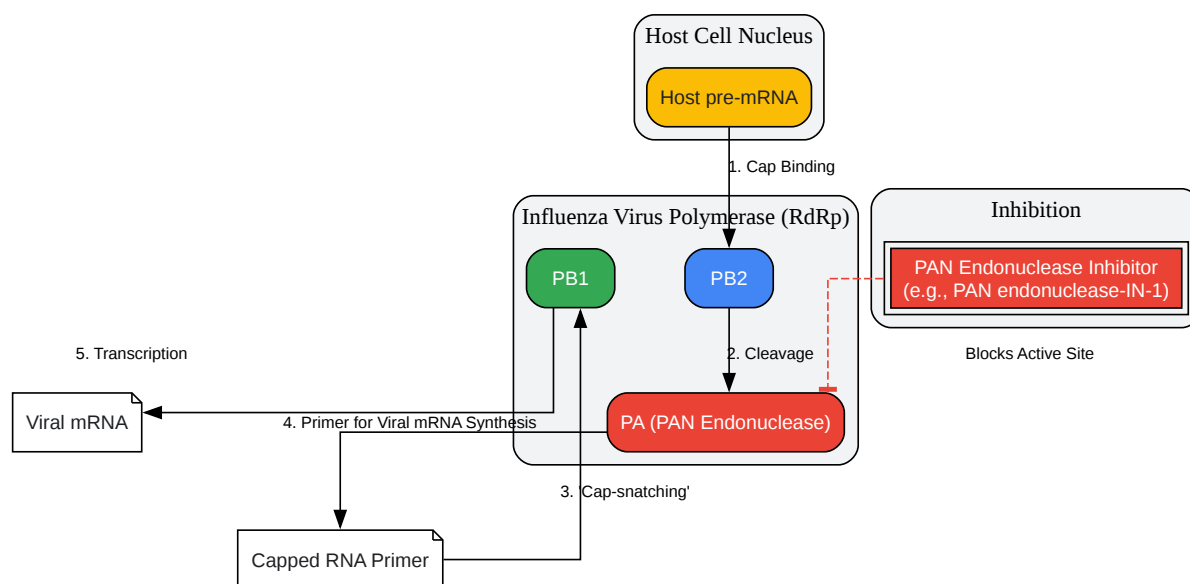 Host Cell Nucleus
Host pre-mRNA
1. Cap Binding
Influenza Virus Polymerase (RdRp)
Inhibition
PB1
PB2
PAN Endonuclease Inhibitor
(e.g., PAN endonuclease-IN-1)
5. Transcription
2. Cleavage
Blocks Active Site
Viral mRNA
4. Primer for Viral mRNA Synthesis
PA (PAN Endonuclease)
3. 'Cap-snatching'
Capped RNA Primer